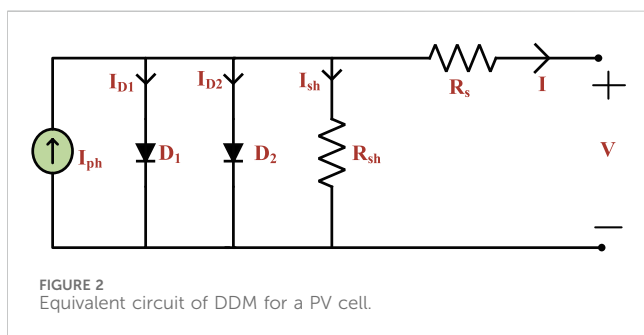 I_D1 I_D2 I_sh R_s I +
I_ph D_1 D_2 R_sh V
−
FIGURE 2
Equivalent circuit of DDM for a PV cell.